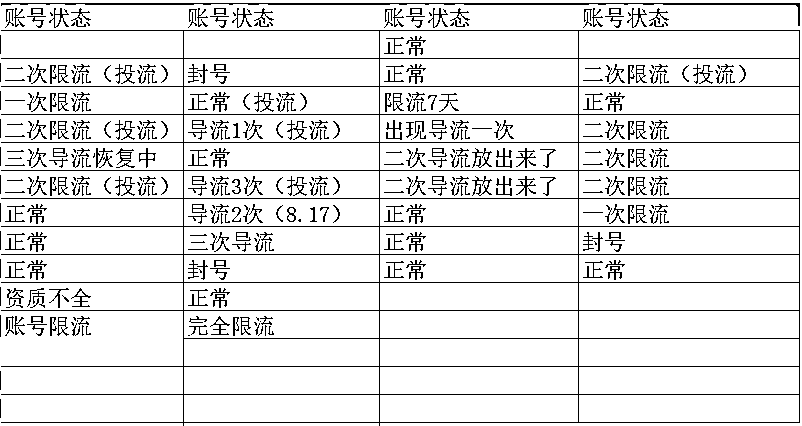 账号状态 账号状态 账号状态 账号状态
正常
二次限流（投流） 封号 正常 二次限流（投流）
一次限流 正常（投流） 限流7天 正常
二次限流（投流） 导流1次（投流） 出现导流一次 二次限流
三次导流恢复中 正常 二次导流放出来了 二次限流
二次限流（投流） 导流3次（投流） 二次导流放出来了 二次限流
正常 导流2次（8.17） 正常 一次限流
正常 三次导流 正常 封号
正常 封号 正常 正常
资质不全 正常
账号限流 完全限流